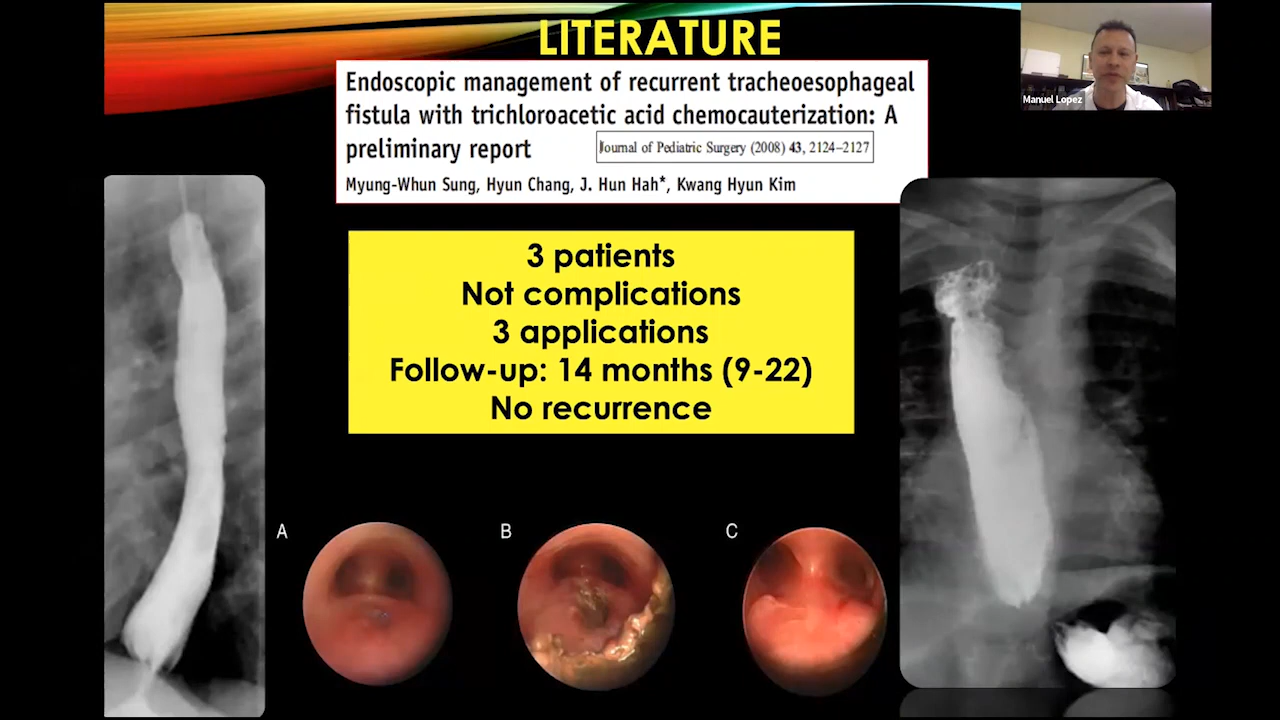 LITERATURE
Endoscopic management of recurrent tracheoesophageal
fistula with trichloroacetic acid chemocauterization: A
preliminary report
Journal of Pediatric Surgery (2008) 43, 2124–2127
Myung-Whun Sung, Hyun Chang, J. Hun Hah*, Kwang Hyun Kim
Manuel Lopez
3 patients
Not complications
3 applications
Follow-up: 14 months (9-22)
No recurrence
A
B
C